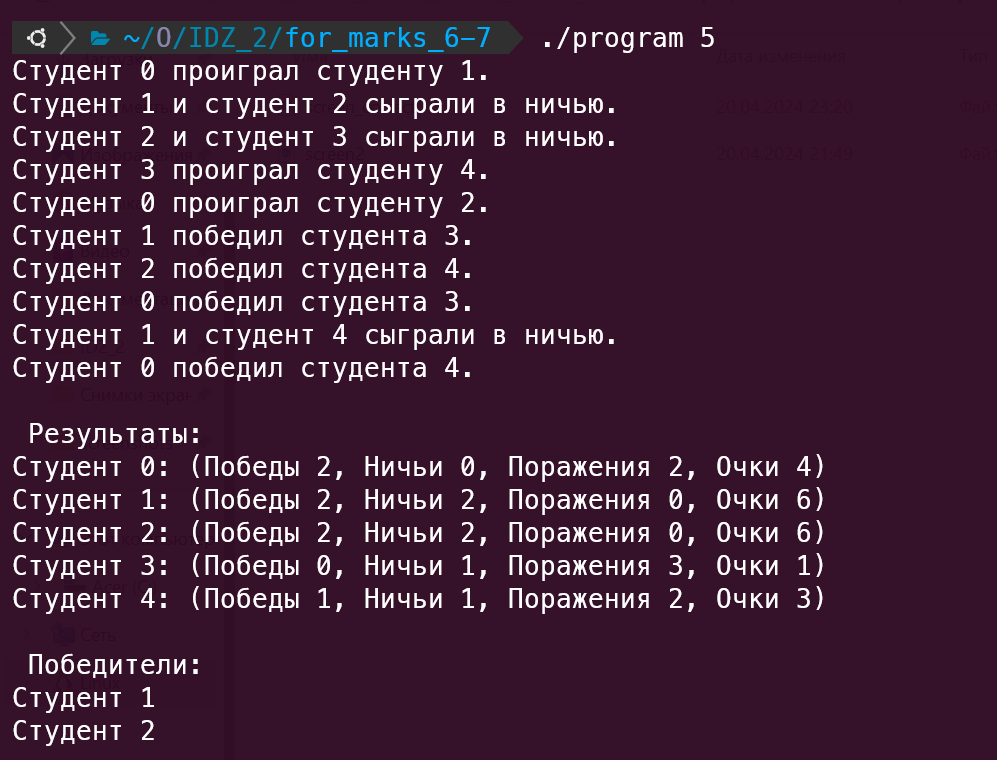 ~/O/IDZ_2/for_marks_6-7 ./program 5
Студент 0 проиграл студенту 1.
Студент 1 и студент 2 сыграли в ничью.
Студент 2 и студент 3 сыграли в ничью.
Студент 3 проиграл студенту 4.
Студент 0 проиграл студенту 2.
Студент 1 победил студента 3.
Студент 2 победил студента 4.
Студент 0 победил студента 3.
Студент 1 и студент 4 сыграли в ничью.
Студент 0 победил студента 4.
Результаты:
Студент 0: (Победы 2, Ничьи 0, Поражения 2, Очки 4)
Студент 1: (Победы 2, Ничьи 2, Поражения 0, Очки 6)
Студент 2: (Победы 2, Ничьи 2, Поражения 0, Очки 6)
Студент 3: (Победы 0, Ничьи 1, Поражения 3, Очки 1)
Студент 4: (Победы 1, Ничьи 1, Поражения 2, Очки 3)
Победители:
Студент 1
Студент 2